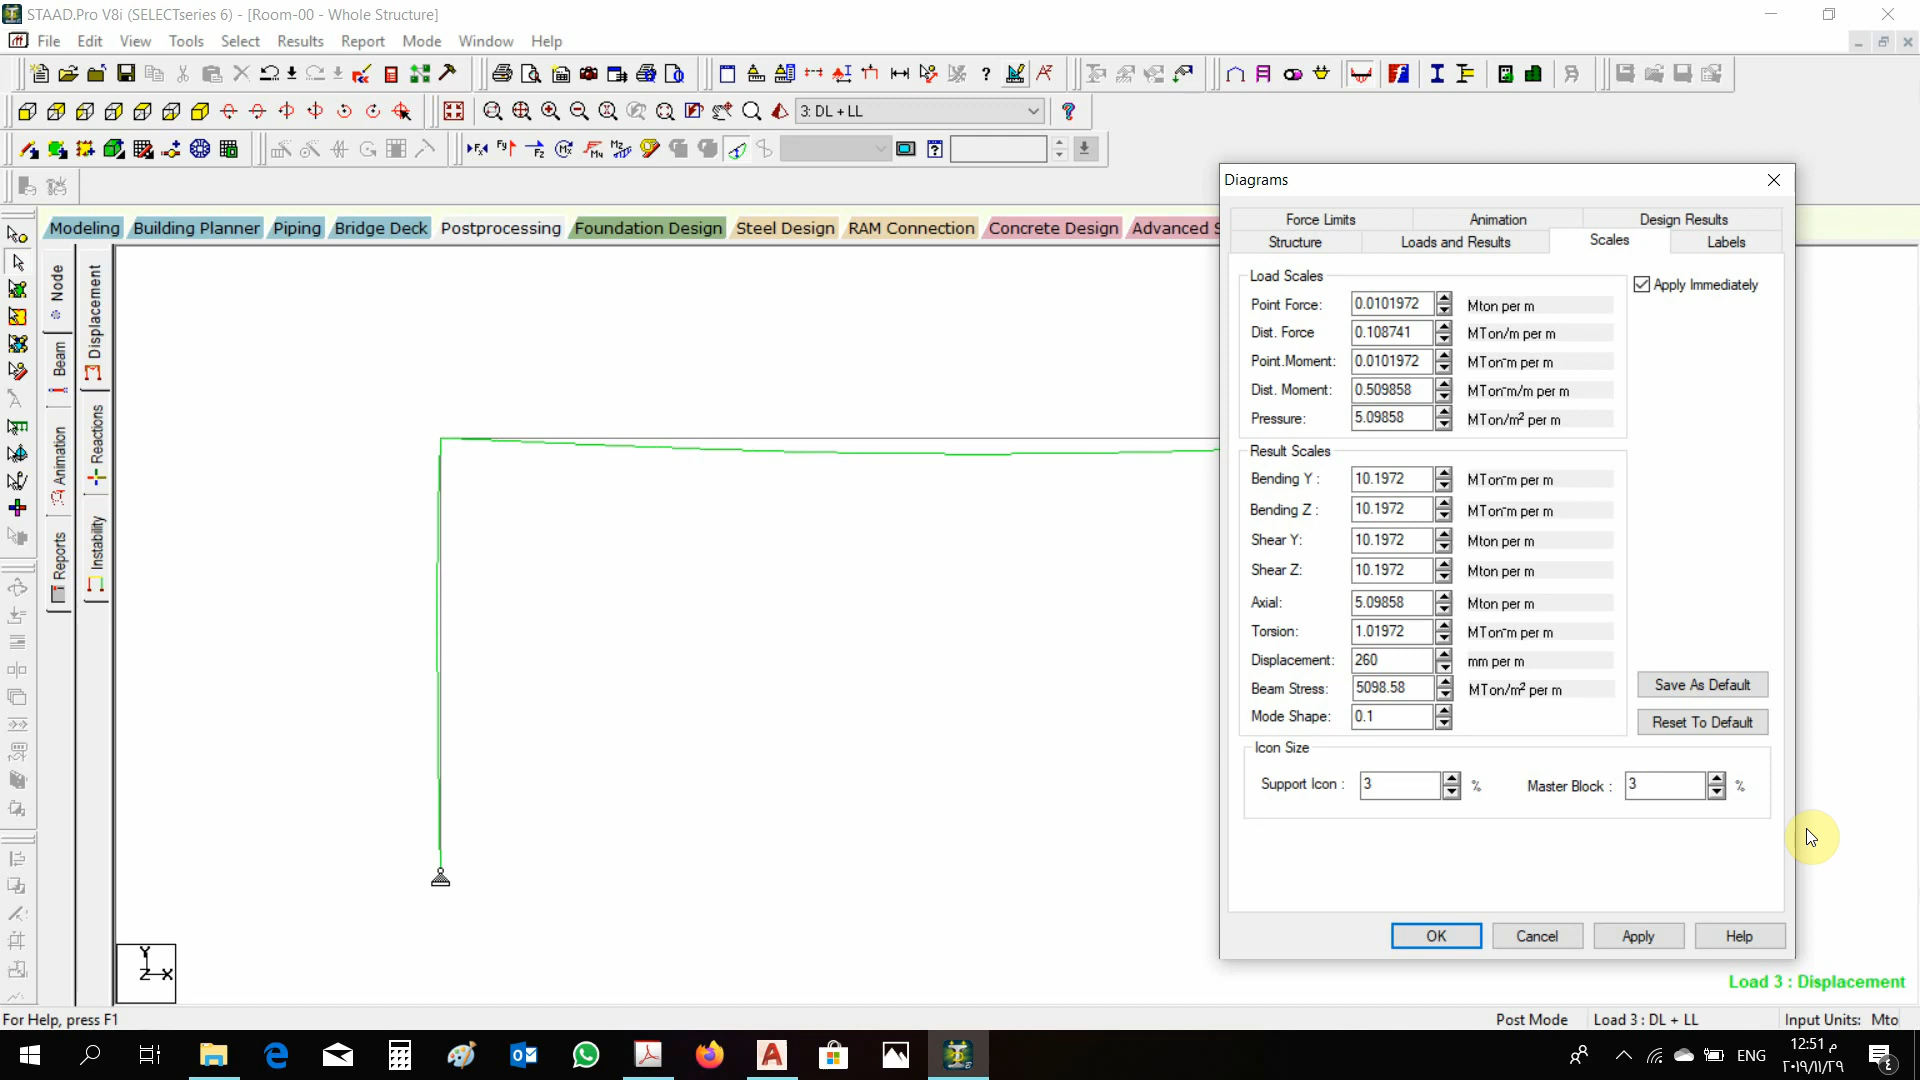 STAAD.Pro V8i (SELECTseries 6) - [Room-00 - Whole Structure]
File Edit View Tools Select Results Report Mode Window Help
3: DL + LL
Modeling Building Planner Piping Bridge Deck Postprocessing Foundation Design Steel Design RAM Connection Concrete Design Advanced S
Node
Beam
Animation
Reports
Displacement
Reactions
Instability
Diagrams
Force Limits Animation Design Results
Structure Loads and Results Scales Labels
Load Scales
Apply Immediately
Point Force: 0.0101972 Mton per m
Dist. Force 0.108741 MTon/m per m
Point.Moment: 0.0101972 MTon~m per m
Dist. Moment: 0.509858 MTon~m/m per m
Pressure: 5.09858 MTon/m² per m
Result Scales
Bending Y : 10.1972 MTon~m per m
Bending Z : 10.1972 MTon~m per m
Shear Y: 10.1972 Mton per m
Shear Z: 10.1972 Mton per m
Axial: 5.09858 Mton per m
Torsion: 1.01972 MTon~m per m
Displacement: 260 mm per m
Beam Stress: 5098.58 MTon/m² per m
Mode Shape: 0.1
Save As Default
Reset To Default
Icon Size
Support Icon : 3 % Master Block : 3 %
OK Cancel Apply Help
Y
Z X
Load 3 : Displacement
For Help, press F1
Post Mode Load 3 : DL + LL Input Units: Mto
ENG
12:51 م
٢٠١٩/١١/٢٩
٤